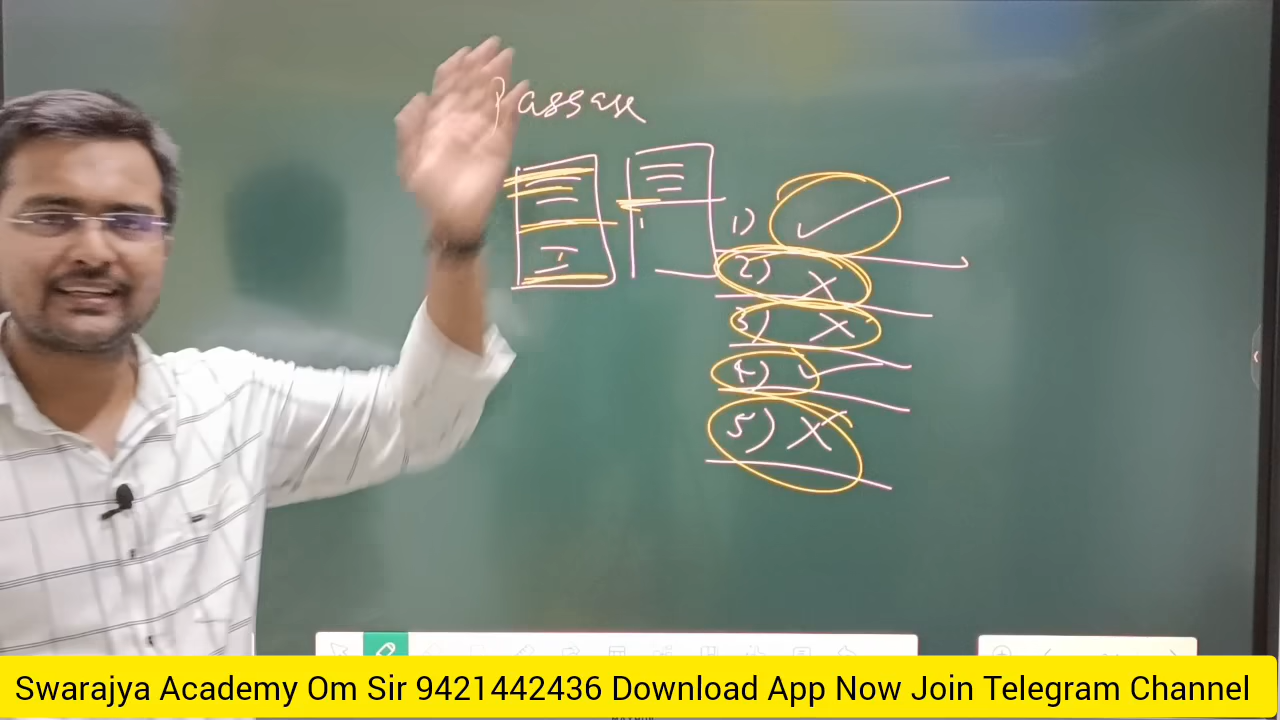 Passage
1)
2)
3)
4)
5)
Swarajya Academy Om Sir 9421442436 Download App Now Join Telegram Channel